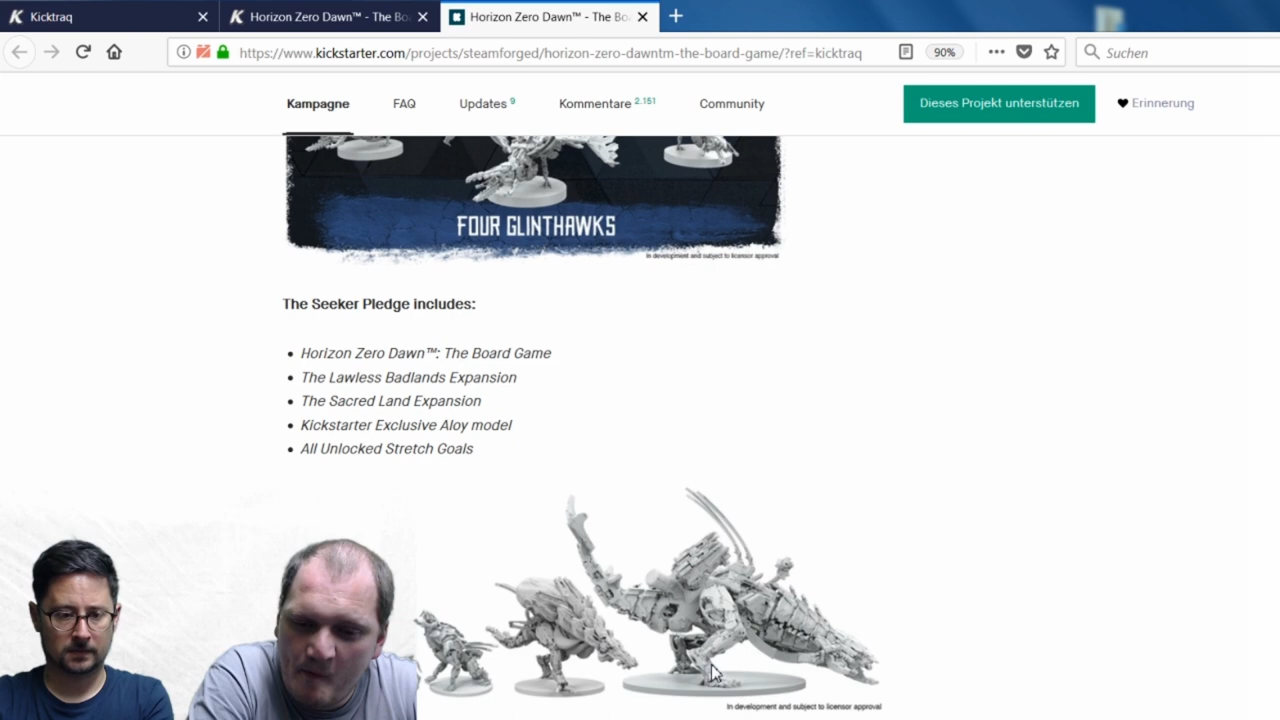 Kicktraq
Horizon Zero Dawn™ - The Bo
Horizon Zero Dawn™ - The Bo
https://www.kickstarter.com/projects/steamforged/horizon-zero-dawntm-the-board-game/?ref=kicktraq
90%
Suchen
Kampagne
FAQ
Updates 9
Kommentare 2.151
Community
Dieses Projekt unterstützen
Erinnerung
FOUR GLINTHAWKS
In development and subject to licensor approval
The Seeker Pledge includes:
• Horizon Zero Dawn™: The Board Game
• The Lawless Badlands Expansion
• The Sacred Land Expansion
• Kickstarter Exclusive Aloy model
• All Unlocked Stretch Goals
In development and subject to licensor approval